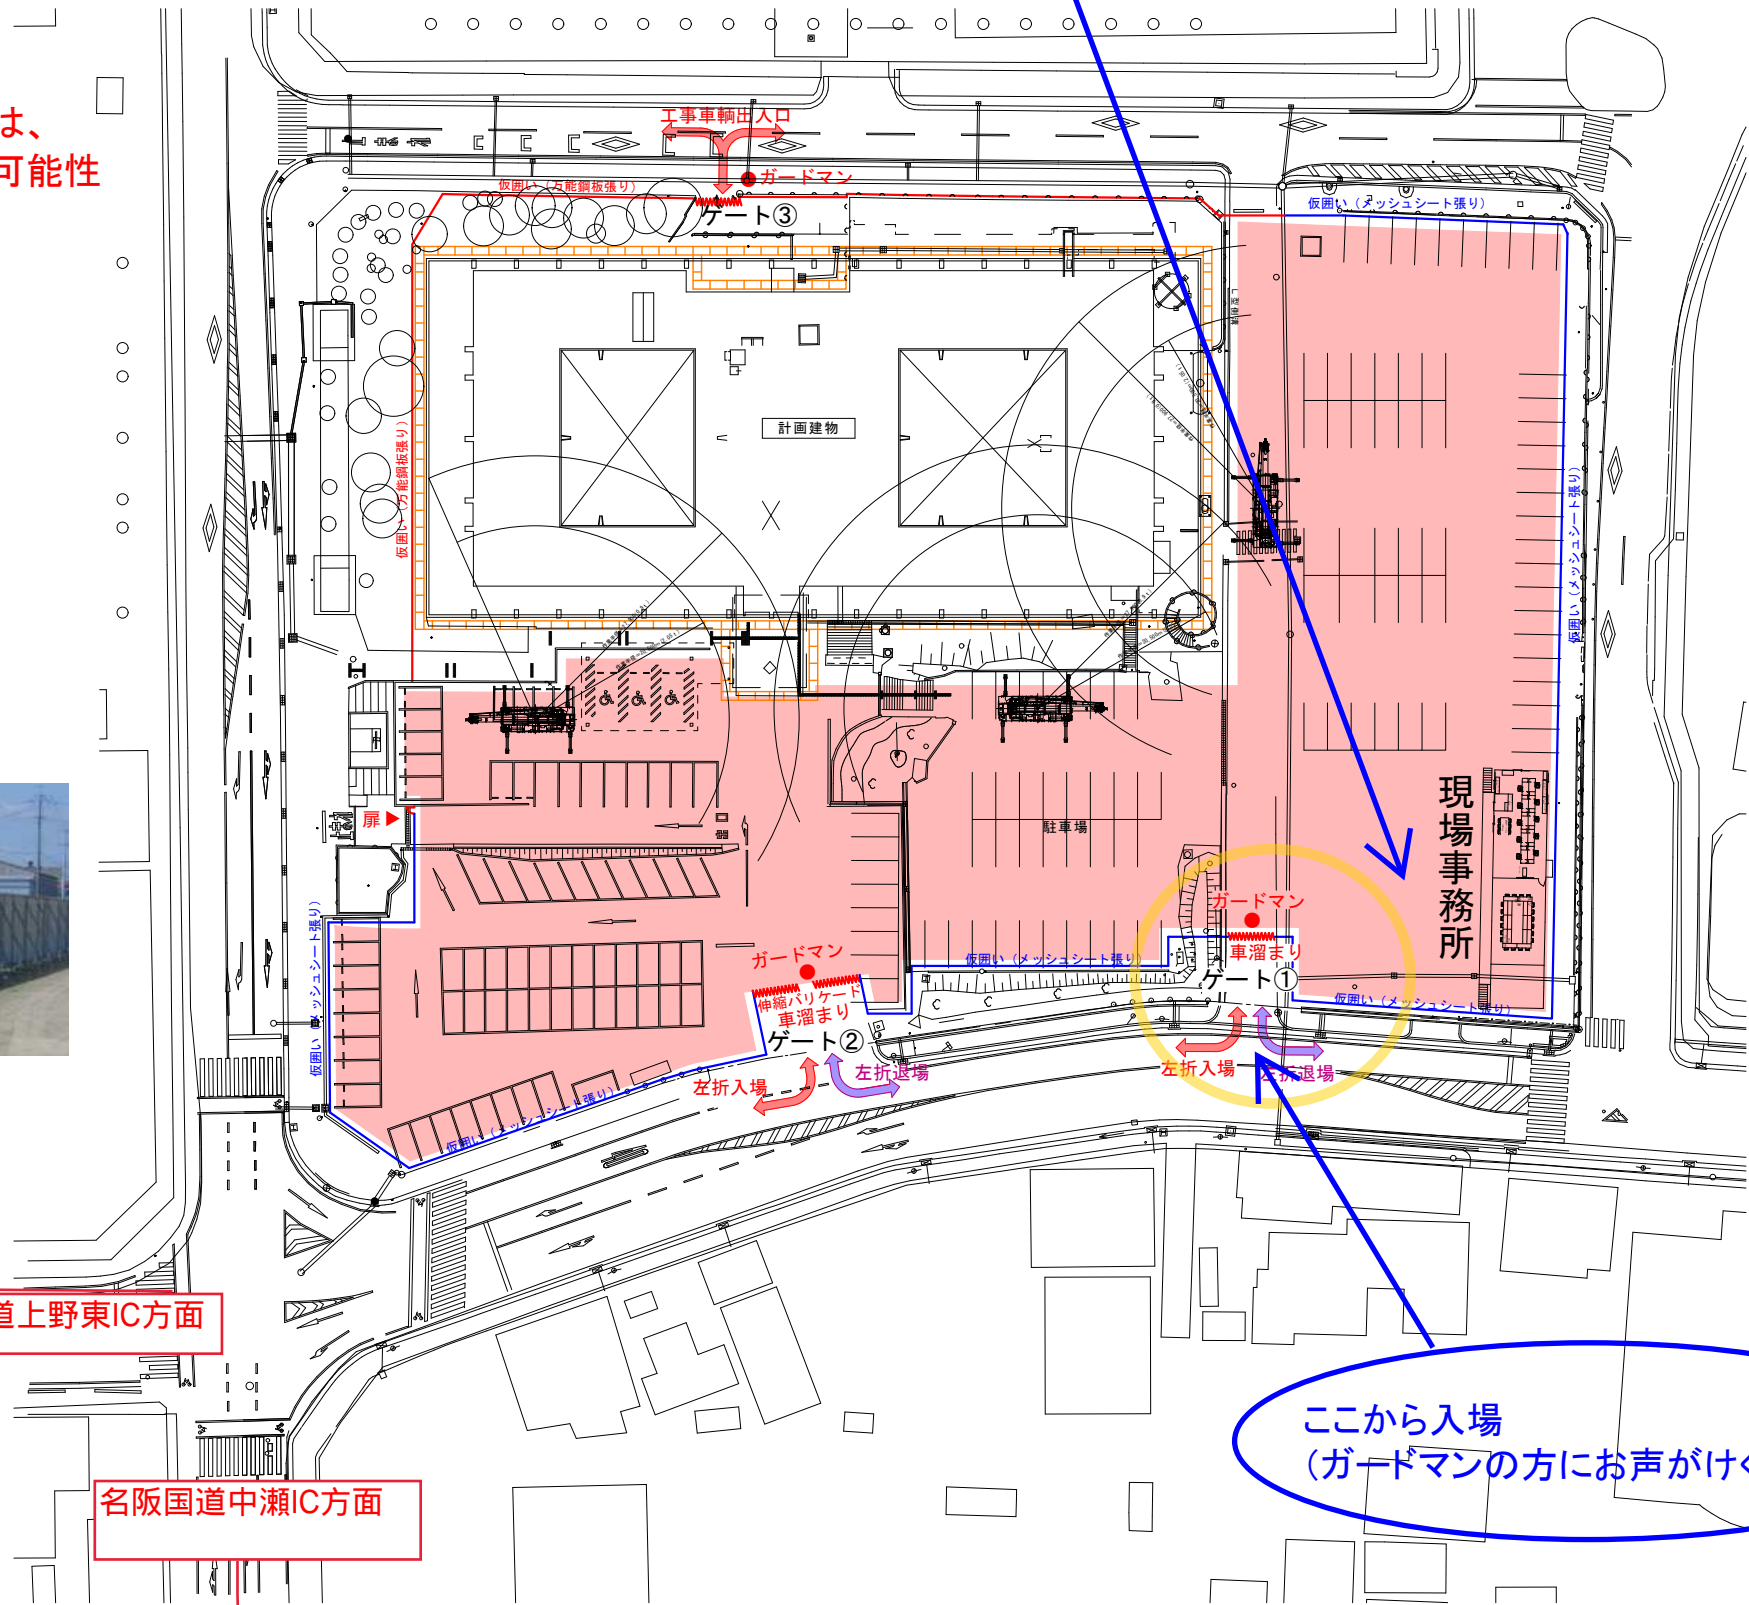 は、
可能性
工事車輌出入口
ガードマン
仮囲い（万能鋼板張り）
ゲート③
仮囲い（メッシュシート張り）
L型側溝
計画建物
仮囲い（万能鋼板張り）
仮囲い（メッシュシート張り）
扉
駐車場
現場事務所
ガードマン
車溜まり
ゲート①
仮囲い（メッシュシート張り）
仮囲い（メッシュシート張り）
左折入場
左折退場
ガードマン
伸縮バリケード
車溜まり
ゲート②
左折入場
左折退場
仮囲い（メッシュシート張り）
仮囲い（メッシュシート張り）
道上野東IC方面
名阪国道中瀬IC方面
ここから入場
（ガードマンの方にお声がけく